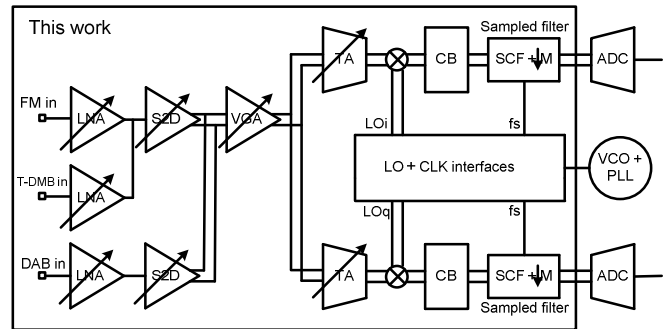 This work
Sampled filter
TA
CB
SCF + M
ADC
FM in
LNA
S2D
VGA
LOi
fs
T-DMB in
LNA
LO + CLK interfaces
VCO +
PLL
LOq
fs
DAB in
LNA
S2D
TA
CB
SCF + M
ADC
Sampled filter